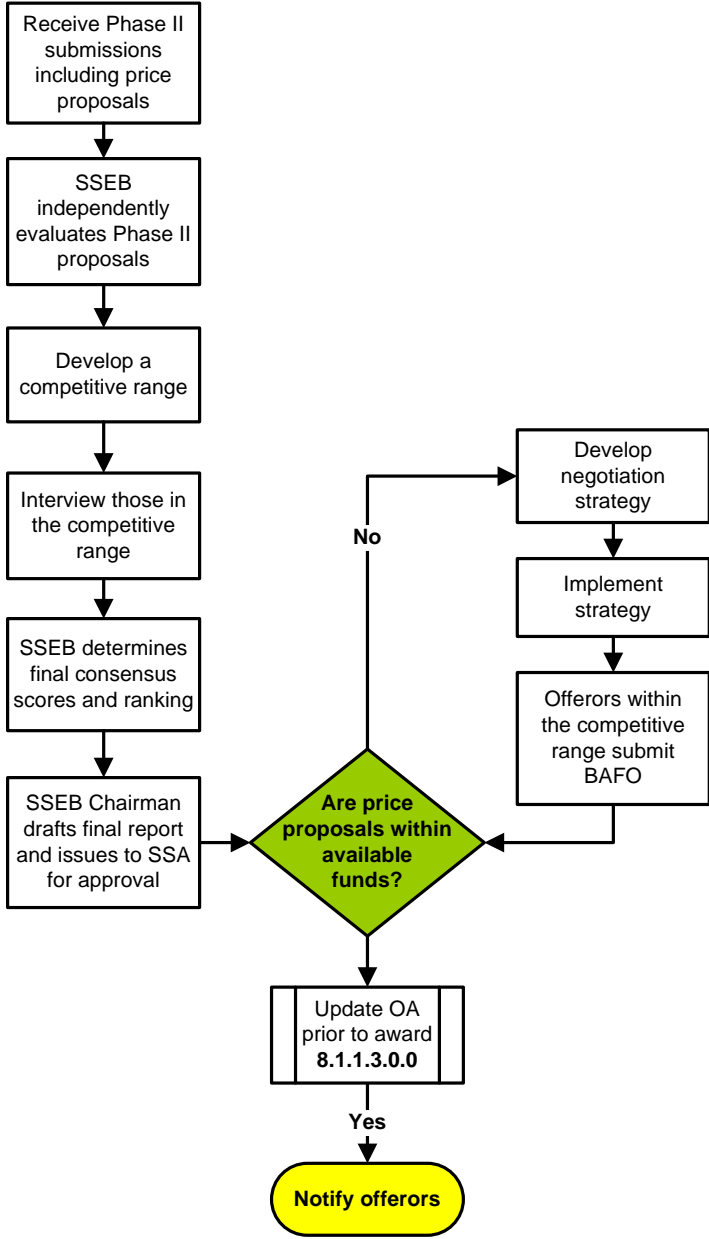 Receive Phase II
submissions
including price
proposals
SSEB
independently
evaluates Phase II
proposals
Develop a
competitive range
Interview those in
the competitive
range
SSEB determines
final consensus
scores and ranking
SSEB Chairman
drafts final report
and issues to SSA
for approval
Are price
proposals within
available
funds?
No
Develop
negotiation
strategy
Implement
strategy
Offerors within
the competitive
range submit
BAFO
Update OA
prior to award
8.1.1.3.0.0
Yes
Notify offerors